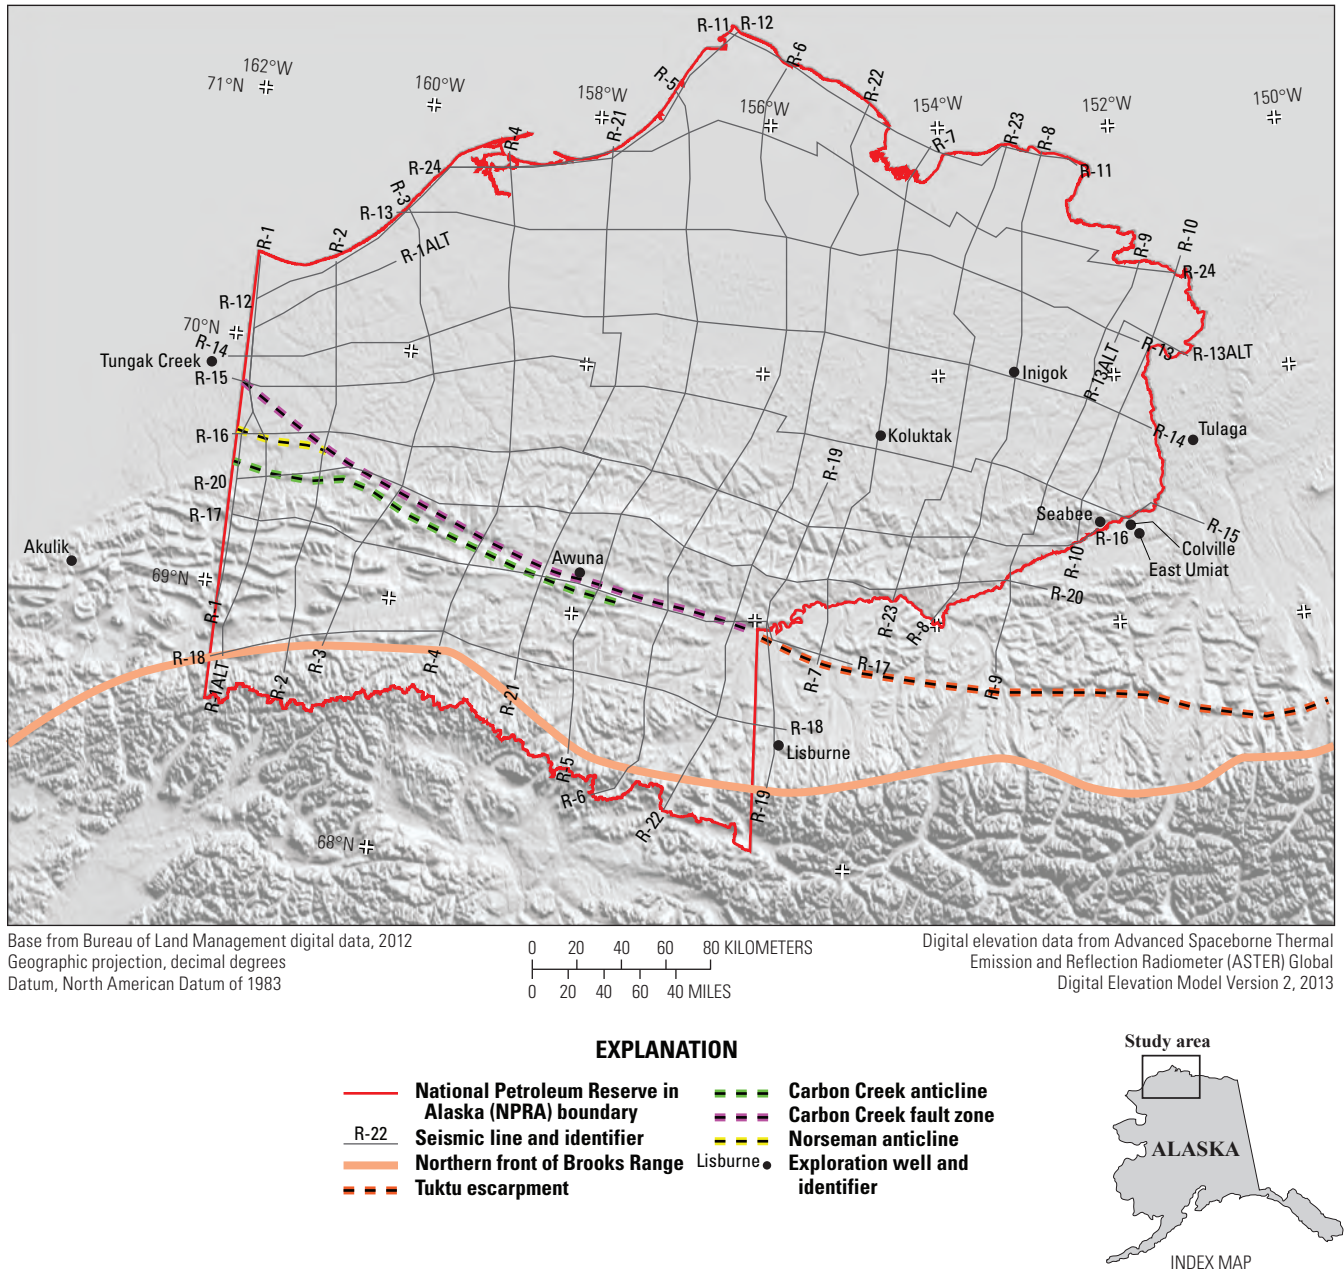 R-11
R-12
R-6
162°W
71°N
160°W
R-5
158°W
R-22
156°W
154°W
152°W
150°W
R-21
R-4
R-7
R-23
R-8
R-24
R-11
R-3
R-13
R-1
R-2
R-1ALT
R-9
R-10
R-24
R-12
70°N
R-14
Tungak Creek
R-15
R-13
R-13ALT
R-13ALT
Inigok
R-16
Koluktak
R-14
Tulaga
R-19
R-20
R-17
Seabee
R-16
R-15
Colville
East Umiat
Akulik
Awuna
R-10
69°N
R-20
R-1
R-23
R-8
R-18
R-3
R-4
R-17
R-1ALT
R-2
R-21
R-7
R-9
R-18
Lisburne
R-5
R-6
R-19
R-22
68°N
Base from Bureau of Land Management digital data, 2012
Geographic projection, decimal degrees
Datum, North American Datum of 1983
0 20 40 60 80 KILOMETERS
0 20 40 60 40 MILES
Digital elevation data from Advanced Spaceborne Thermal
Emission and Reflection Radiometer (ASTER) Global
Digital Elevation Model Version 2, 2013
EXPLANATION
National Petroleum Reserve in
Alaska (NPRA) boundary
R-22 Seismic line and identifier
Northern front of Brooks Range
Tuktu escarpment
Carbon Creek anticline
Carbon Creek fault zone
Norseman anticline
Lisburne Exploration well and
identifier
Study area
ALASKA
INDEX MAP